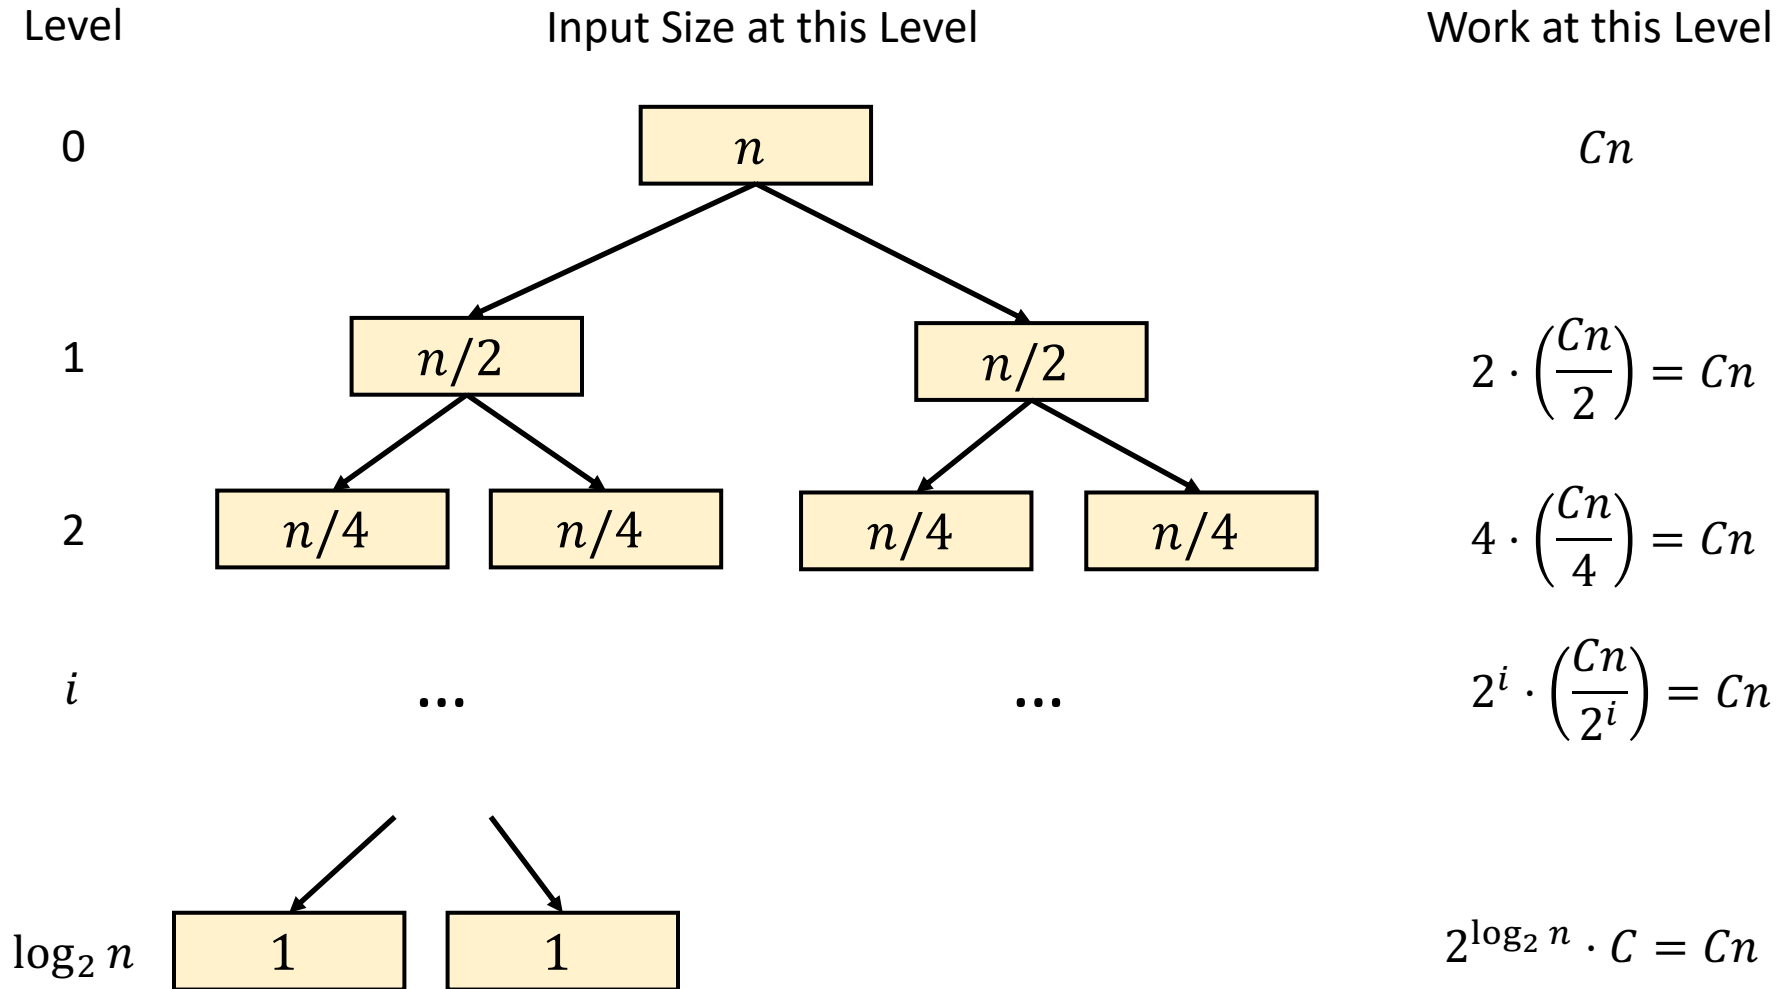 Level Input Size at this Level Work at this Level
0 n Cn
1 n/2 n/2 2 · (Cn/2) = Cn
2 n/4 n/4 n/4 n/4 4 · (Cn/4) = Cn
i ... ... 2^i · (Cn/2^i) = Cn
log₂ n 1 1 2^(log₂ n) · C = Cn